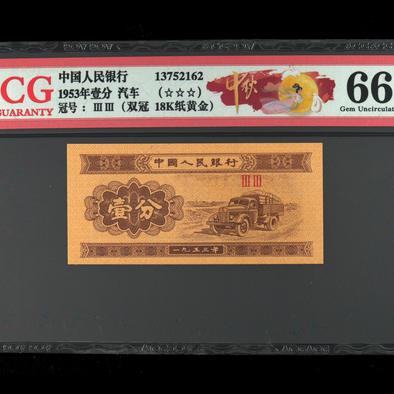 CG
GUARANTY
中国人民银行 13752162
1953年壹分 汽车 (☆☆☆)
冠号: ⅢⅢ (双冠 18K纸黄金)
中秋
66
Gem Uncirculat
中國人民銀行
ⅢⅢ
壹分
一九五三年